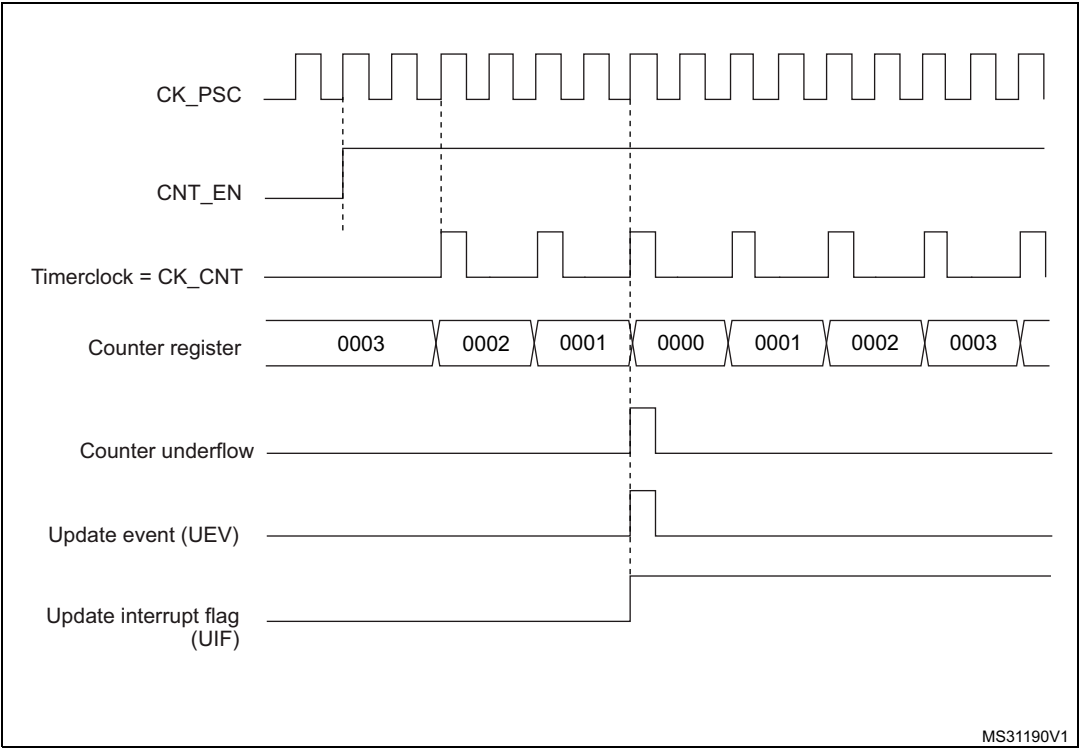 CK_PSC
CNT_EN
Timerclock = CK_CNT
Counter register 0003 0002 0001 0000 0001 0002 0003
Counter underflow
Update event (UEV)
Update interrupt flag
(UIF)
MS31190V1